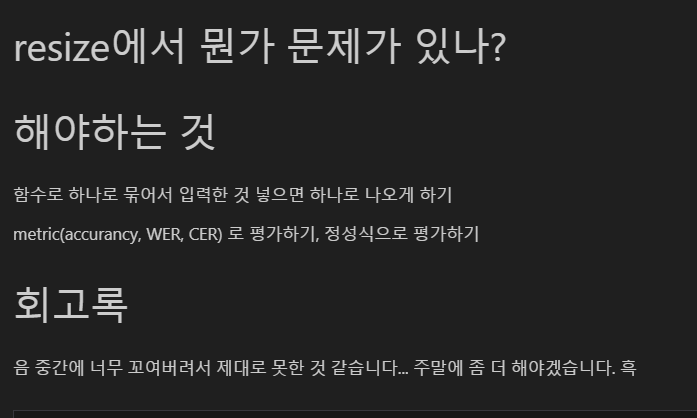 resize에서 뭔가 문제가 있나?
해야하는 것
함수로 하나로 묶어서 입력한 것 넣으면 하나로 나오게 하기
metric(accurancy, WER, CER) 로 평가하기, 정성식으로 평가하기
회고록
음 중간에 너무 꼬여버려서 제대로 못한 것 같습니다... 주말에 좀 더 해야겠습니다. 흑